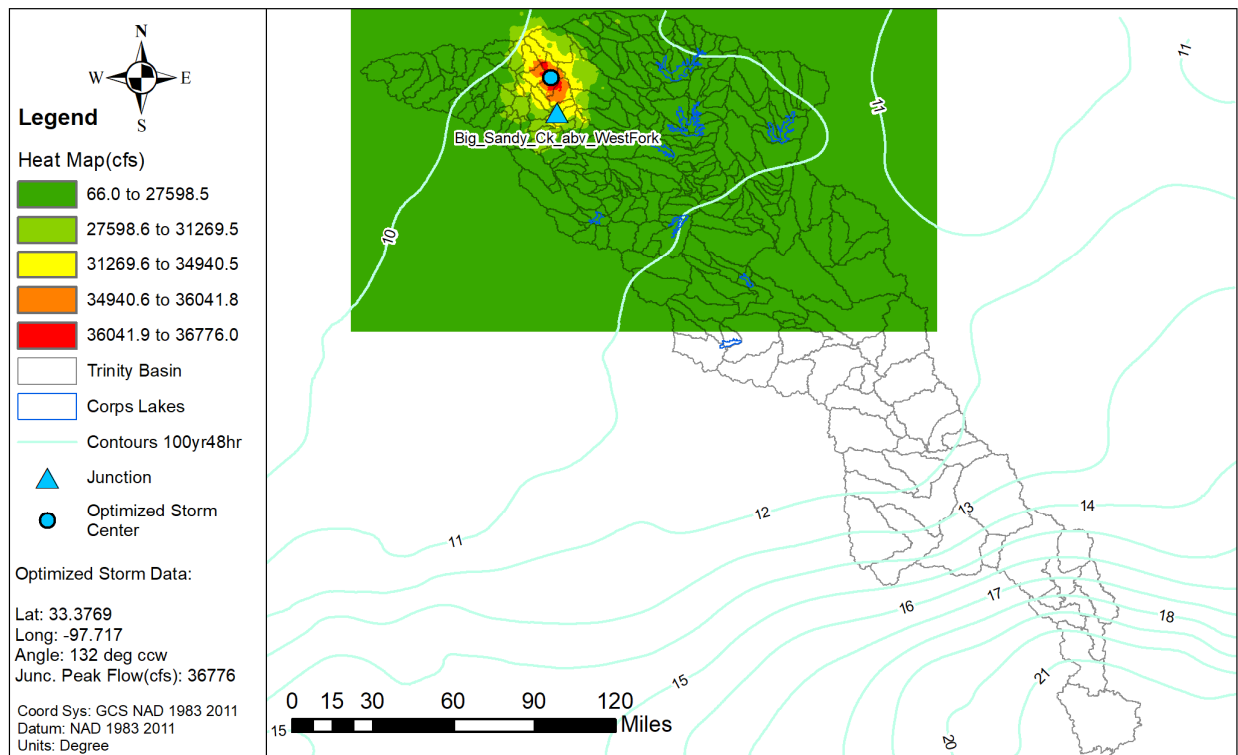 N
W E
S
Legend
Heat Map(cfs)
66.0 to 27598.5
27598.6 to 31269.5
31269.6 to 34940.5
34940.6 to 36041.8
36041.9 to 36776.0
Trinity Basin
Corps Lakes
Contours 100yr48hr
Junction
Optimized Storm
Center
Optimized Storm Data:
Lat: 33.3769
Long: -97.717
Angle: 132 deg ccw
Junc. Peak Flow(cfs): 36776
Coord Sys: GCS NAD 1983 2011
Datum: NAD 1983 2011
Units: Degree
11
11
Big_Sandy_Ck_abv_WestFork
10
12
13
14
11
16
17
18
15
21
20
15
0 15 30 60 90 120
Miles